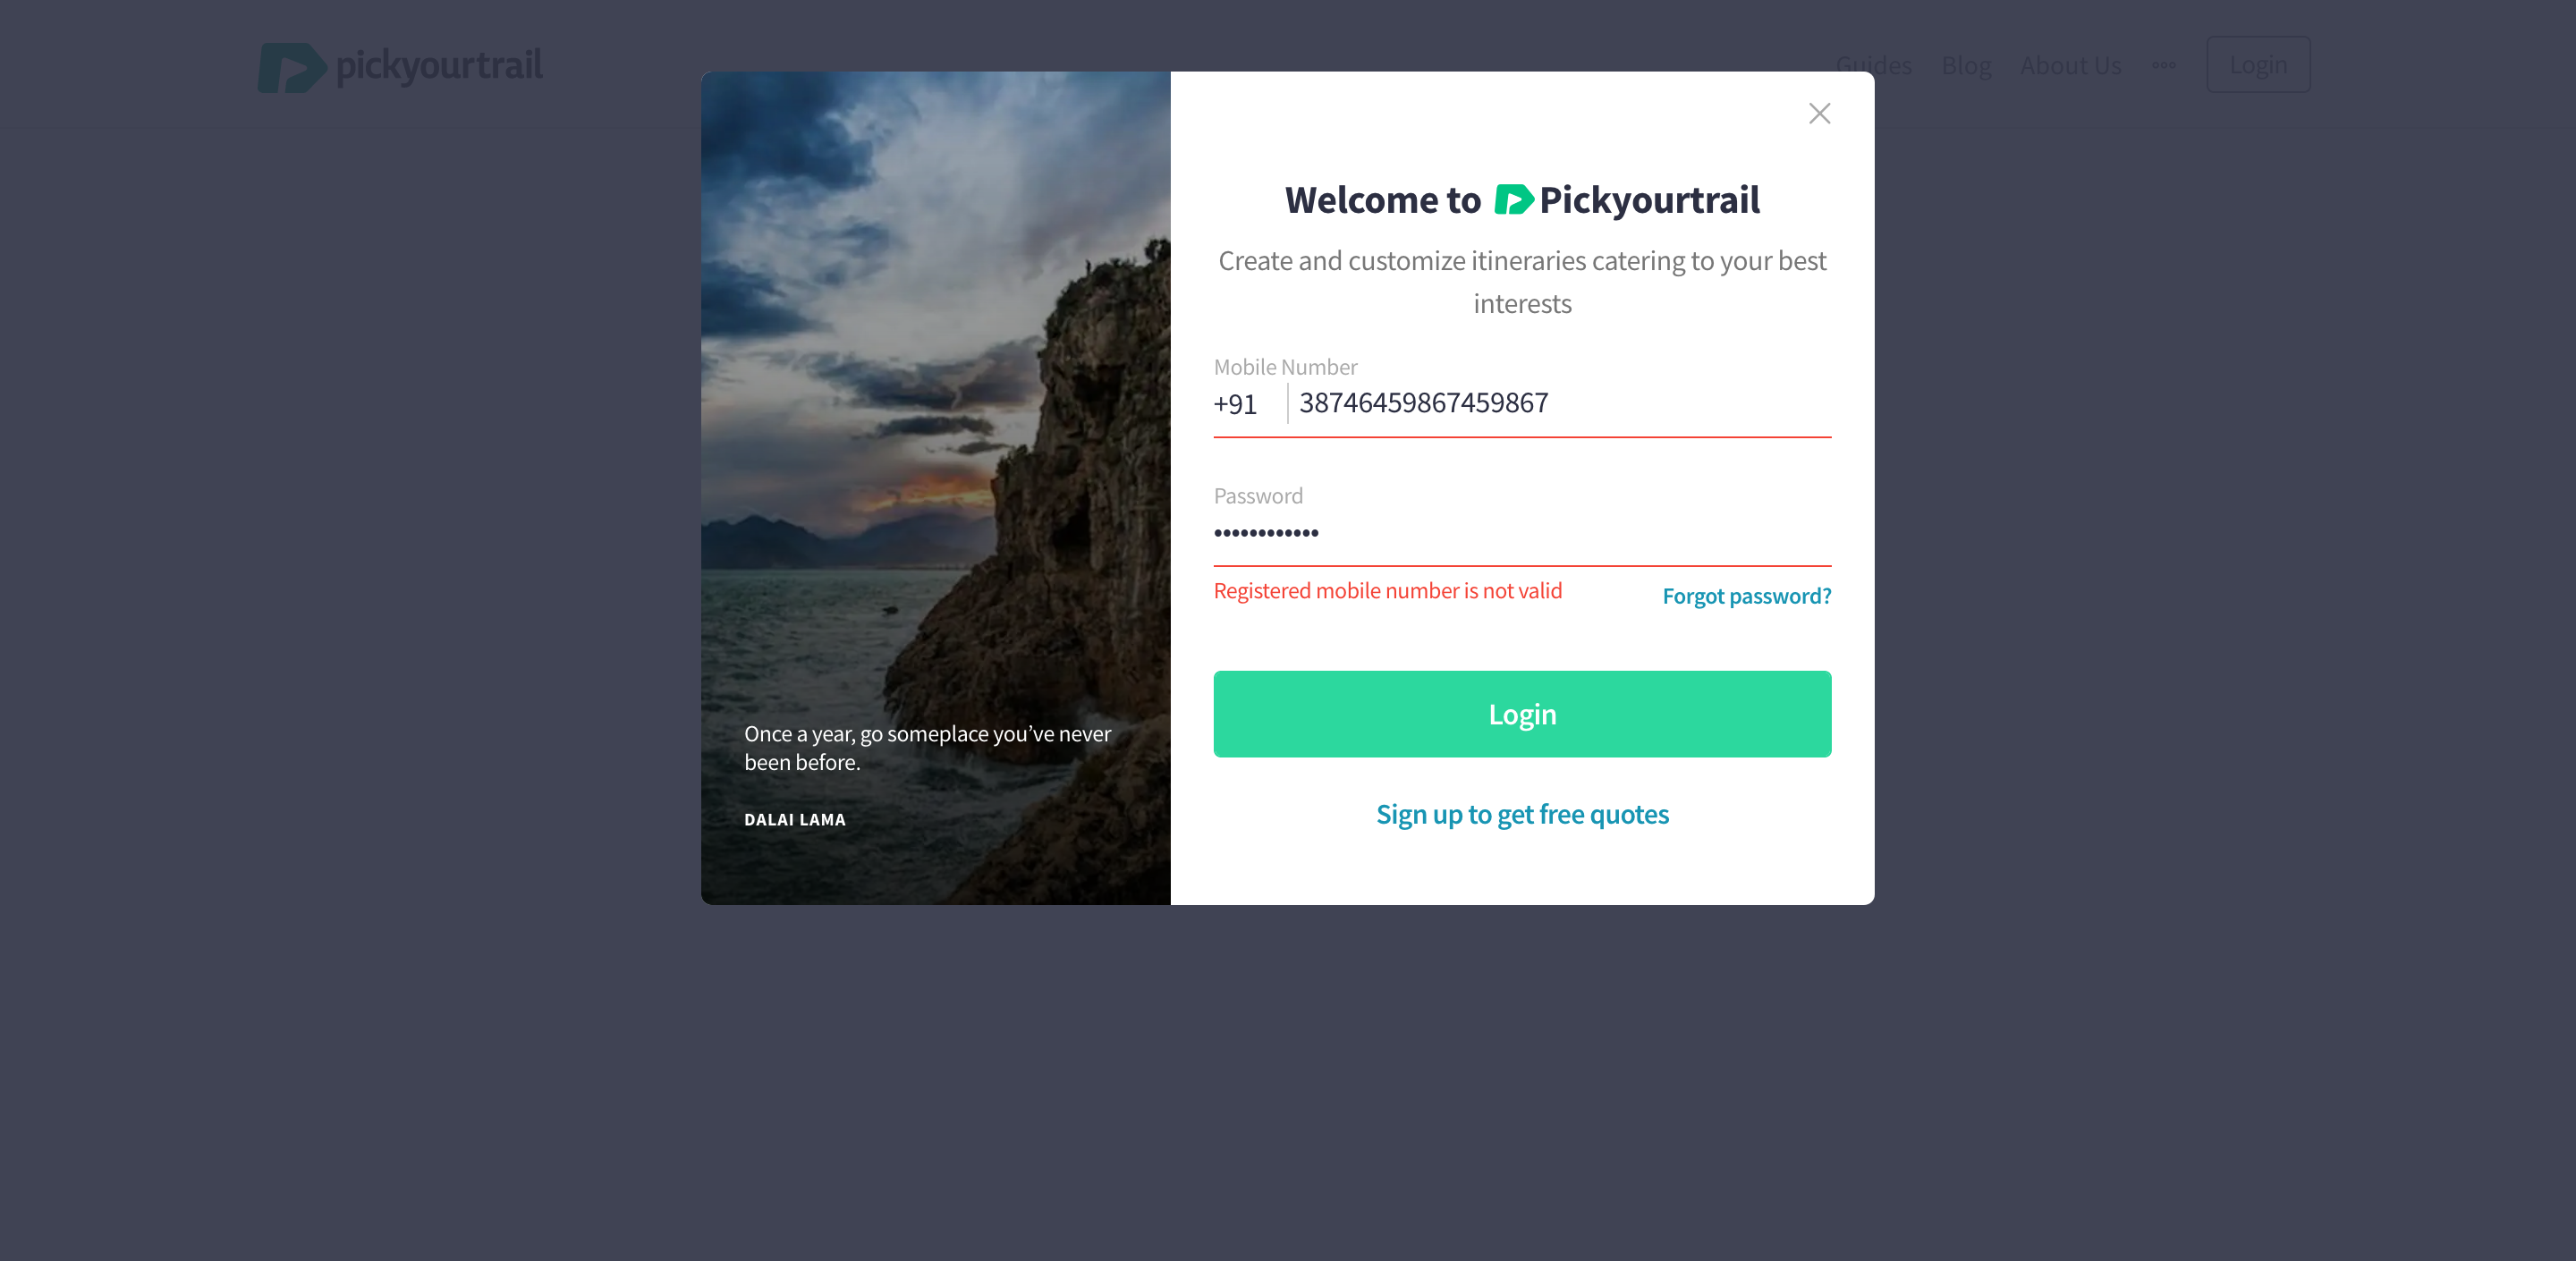 pickyourtrail
Guides Blog About Us Login
Welcome to Pickyourtrail
Create and customize itineraries catering to your best
interests
Mobile Number
+91 38746459867459867
Password
Registered mobile number is not valid
Forgot password?
Login
Sign up to get free quotes
Once a year, go someplace you’ve never
been before.
DALAI LAMA